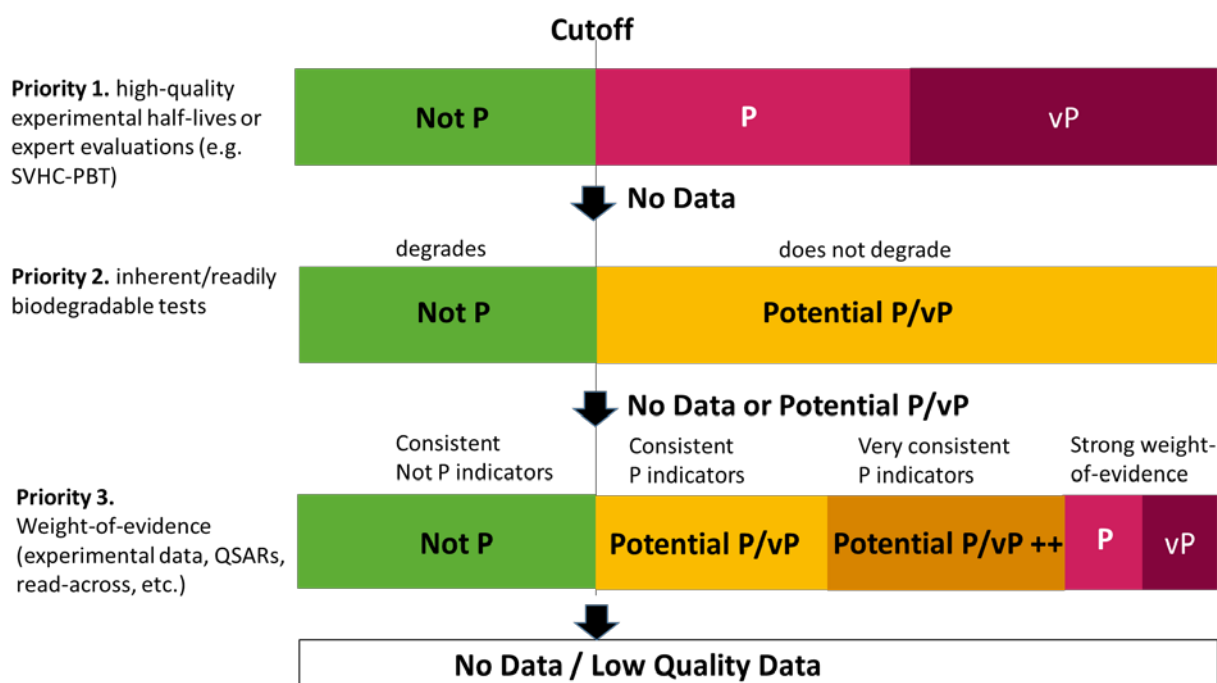 Cutoff
Priority 1. high-quality
experimental half-lives or
expert evaluations (e.g.
SVHC-PBT)
Not P
P
vP
No Data
degrades
does not degrade
Priority 2. inherent/readily
biodegradable tests
Not P
Potential P/vP
No Data or Potential P/vP
Consistent
Not P indicators
Consistent
P indicators
Very consistent
P indicators
Strong weight-
of-evidence
Priority 3.
Weight-of-evidence
(experimental data, QSARs,
read-across, etc.)
Not P
Potential P/vP
Potential P/vP ++
P
vP
No Data / Low Quality Data